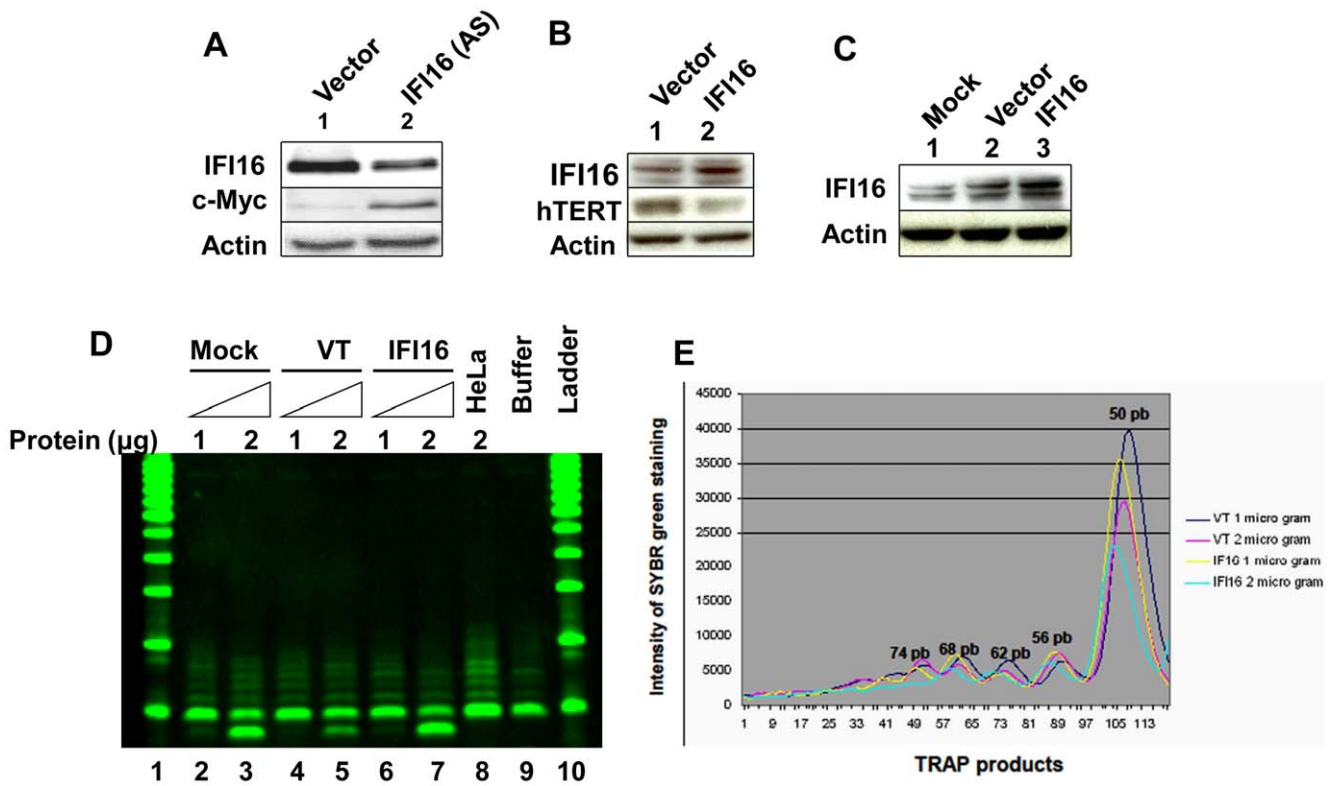 A
Vector
IFI16 (AS)
1 2
IFI16
c-Myc
Actin
B
Vector
IFI16
1 2
IFI16
hTERT
Actin
C
Mock
Vector
IFI16
1 2 3
IFI16
Actin
D
Mock VT IFI16 HeLa Buffer Ladder
Protein (µg) 1 2 1 2 1 2 2
1 2 3 4 5 6 7 8 9 10
E
Intensity of SYBR green staining
45000
40000
35000
30000
25000
20000
15000
10000
5000
0
50 pb
74 pb 68 pb 62 pb 56 pb
1 9 17 25 33 41 49 57 65 73 81 89 97 105 113
TRAP products
VT 1 micro gram
VT 2 micro gram
IF16 1 micro gram
IFI16 2 micro gram